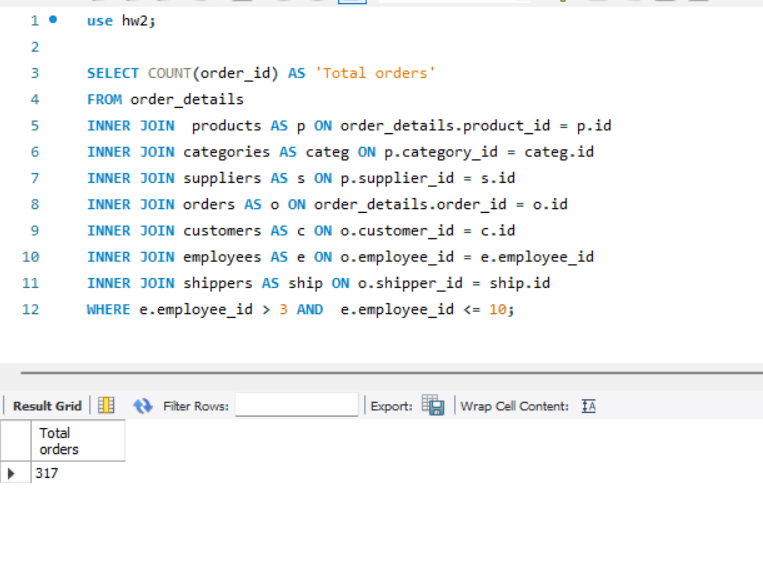 1 use hw2;
2
3 SELECT COUNT(order_id) AS 'Total orders'
4 FROM order_details
5 INNER JOIN  products AS p ON order_details.product_id = p.id
6 INNER JOIN categories AS categ ON p.category_id = categ.id
7 INNER JOIN suppliers AS s ON p.supplier_id = s.id
8 INNER JOIN orders AS o ON order_details.order_id = o.id
9 INNER JOIN customers AS c ON o.customer_id = c.id
10 INNER JOIN employees AS e ON o.employee_id = e.employee_id
11 INNER JOIN shippers AS ship ON o.shipper_id = ship.id
12 WHERE e.employee_id > 3 AND  e.employee_id <= 10;
Result Grid Filter Rows: Export: Wrap Cell Content: IA
Total
orders
317